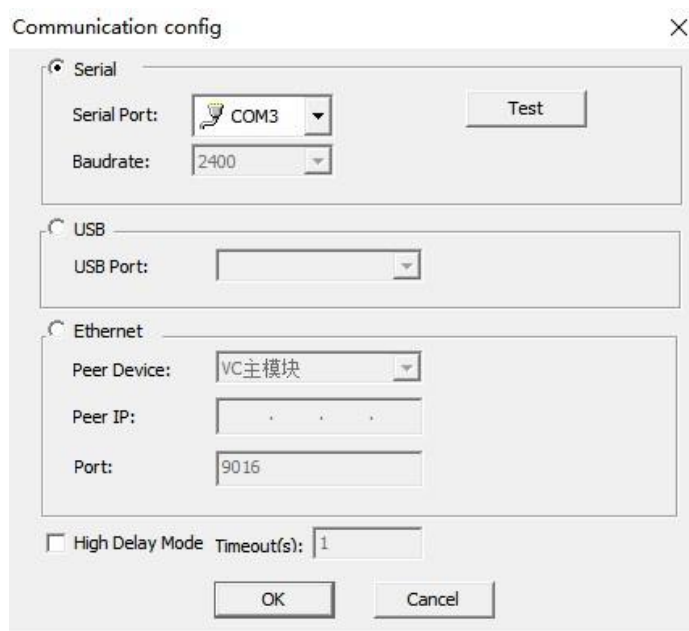 Communication config
Serial
Serial Port: COM3 Test
Baudrate: 2400
USB
USB Port:
Ethernet
Peer Device: VC主模块
Peer IP: . . .
Port: 9016
High Delay Mode Timeout(s): 1
OK Cancel